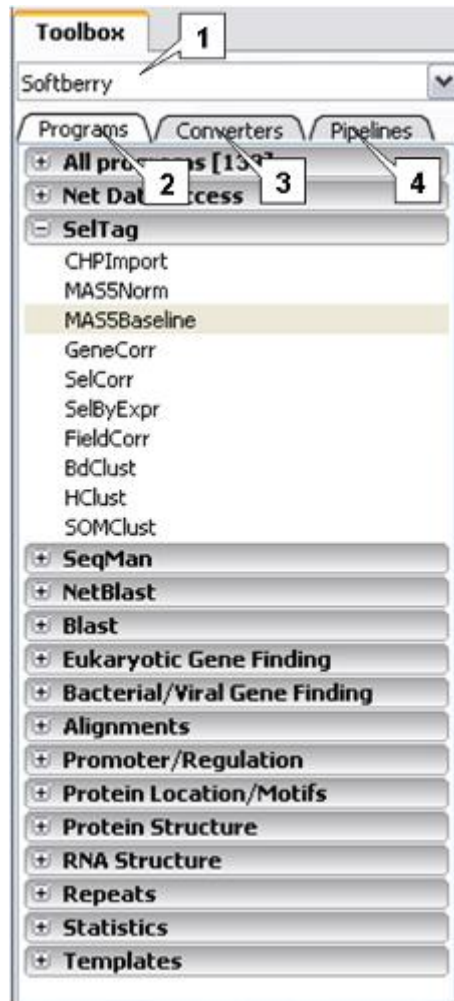 Toolbox
1
Softberry
Programs
Converters
Pipelines
2
3
4
All programs [13
Net Data Access
SelTag
CHPImport
MAS5Norm
MAS5Baseline
GeneCorr
SelCorr
SelByExpr
FieldCorr
BdClust
HClust
SOMClust
SeqMan
NetBlast
Blast
Eukaryotic Gene Finding
Bacterial/Viral Gene Finding
Alignments
Promoter/Regulation
Protein Location/Motifs
Protein Structure
RNA Structure
Repeats
Statistics
Templates